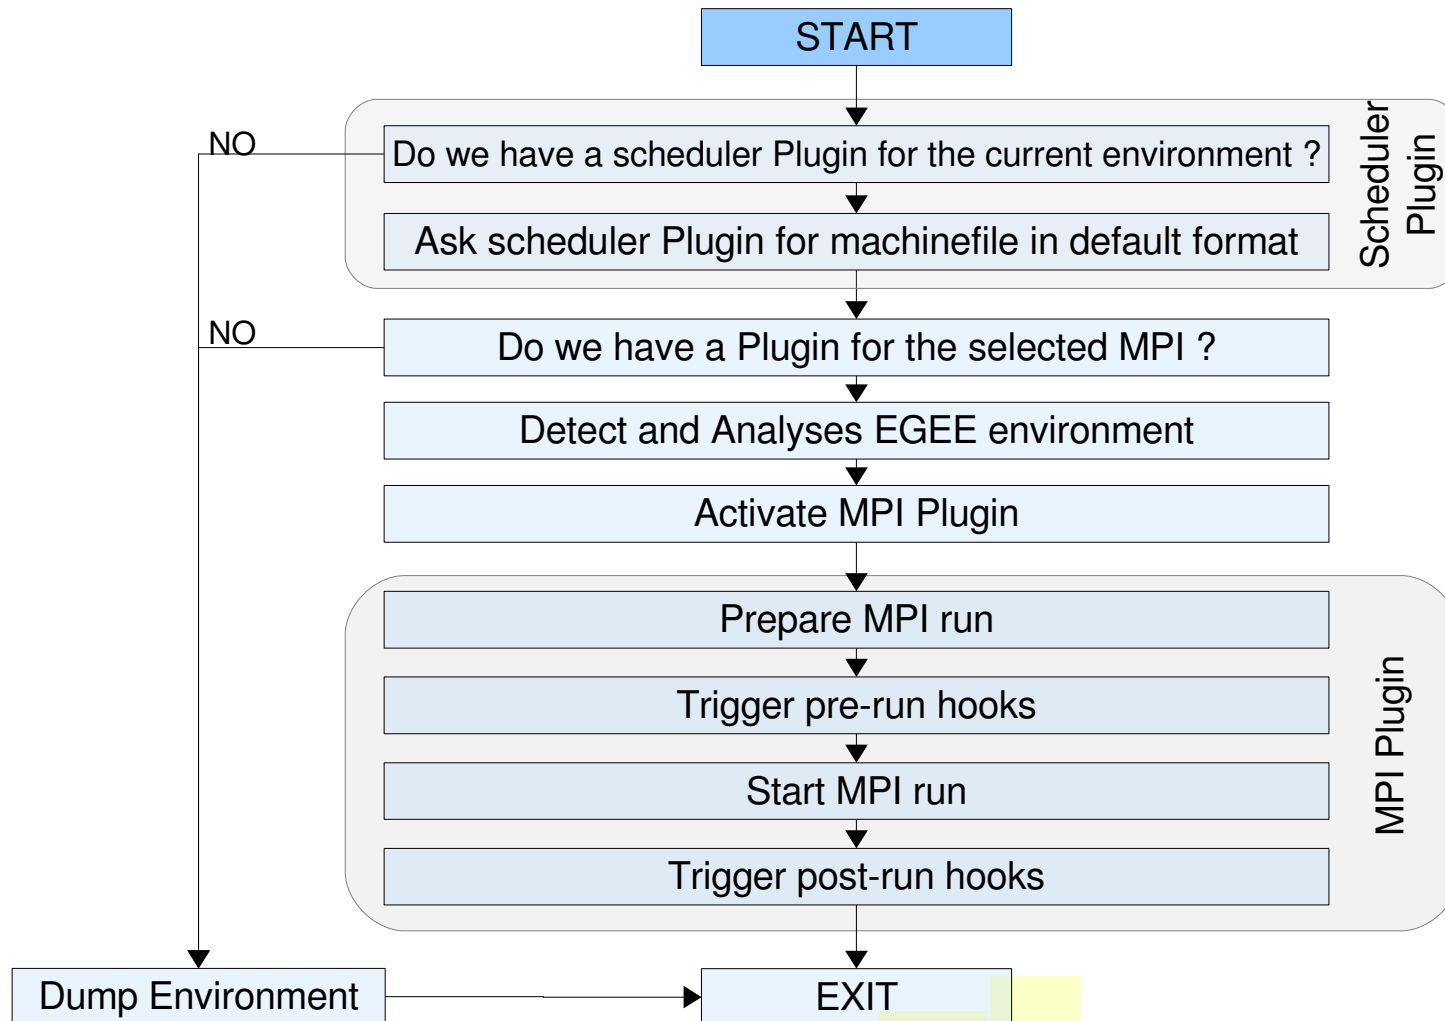 START
NO
Do we have a scheduler Plugin for the current environment ?
Scheduler
Plugin
Ask scheduler Plugin for machinefile in default format
NO
Do we have a Plugin for the selected MPI ?
Detect and Analyses EGEE environment
Activate MPI Plugin
Prepare MPI run
Trigger pre-run hooks
MPI Plugin
Start MPI run
Trigger post-run hooks
Dump Environment
EXIT